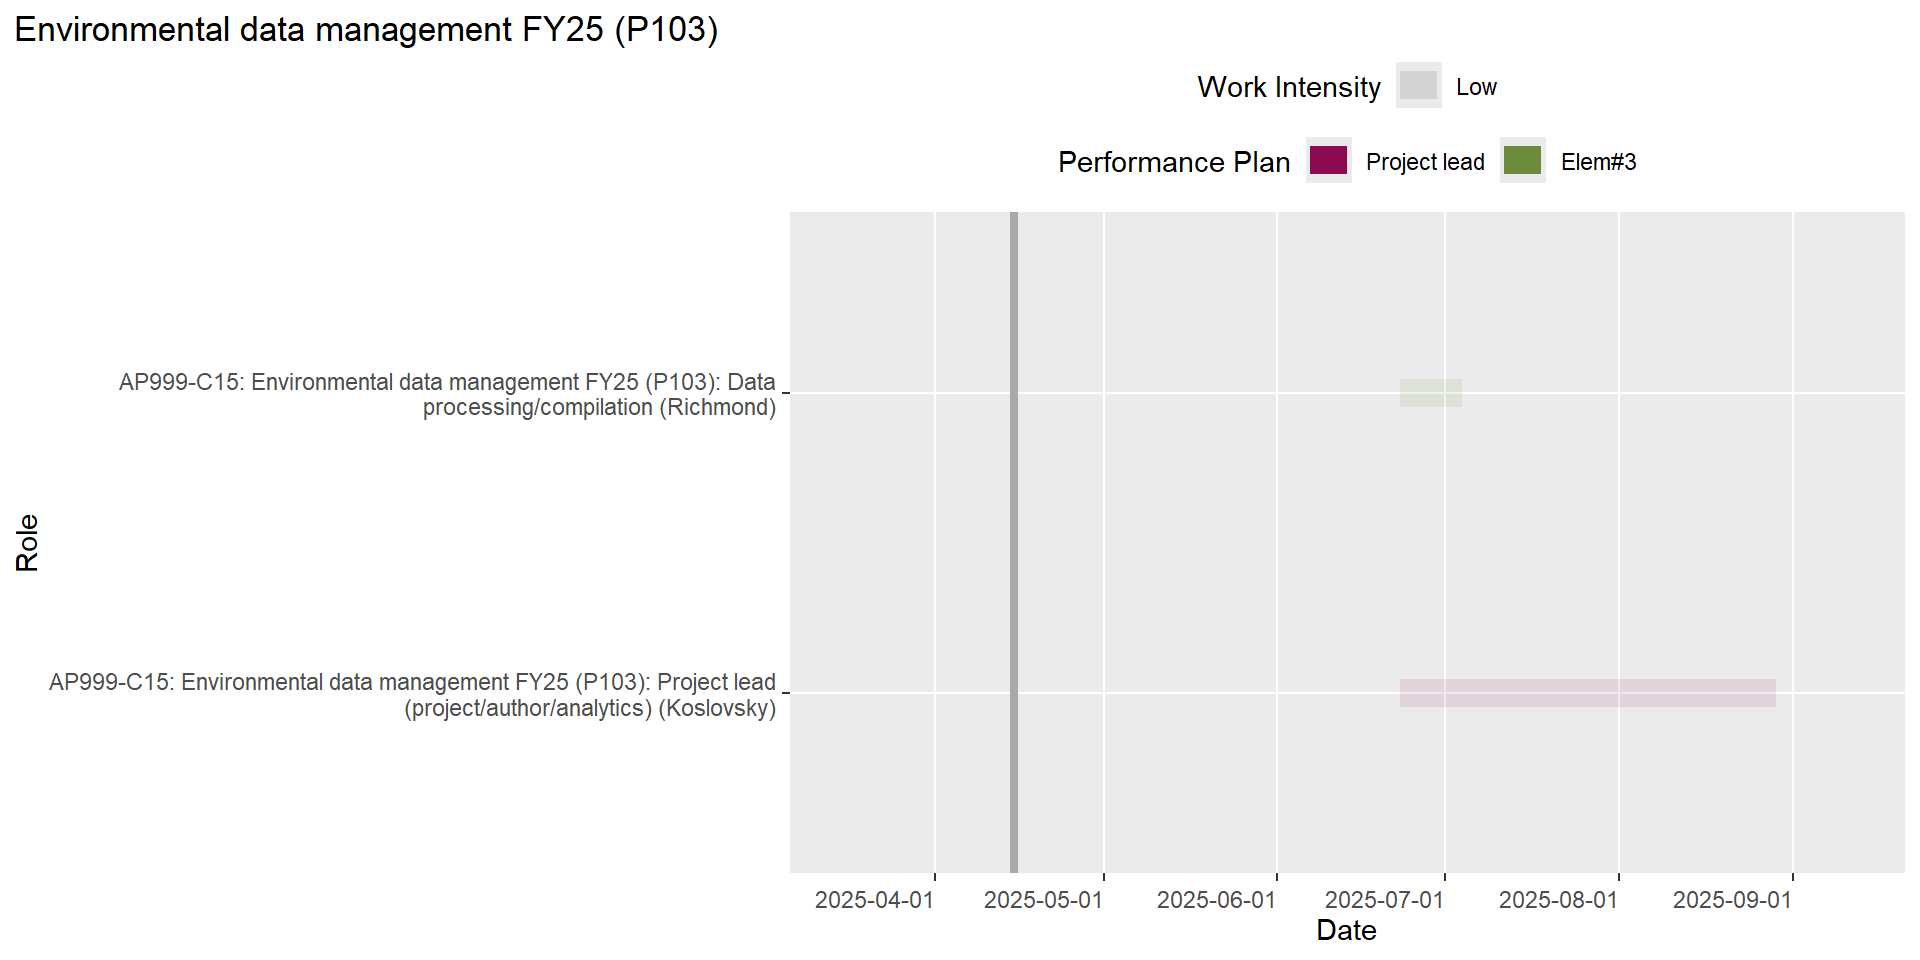 Environmental data management FY25 (P103)
Work Intensity
Low
Performance Plan
Project lead
Elem#3
AP999-C15: Environmental data management FY25 (P103): Data
processing/compilation (Richmond)
Role
AP999-C15: Environmental data management FY25 (P103): Project lead
(project/author/analytics) (Koslovsky)
2025-04-01
2025-05-01
2025-06-01
2025-07-01
2025-08-01
2025-09-01
Date